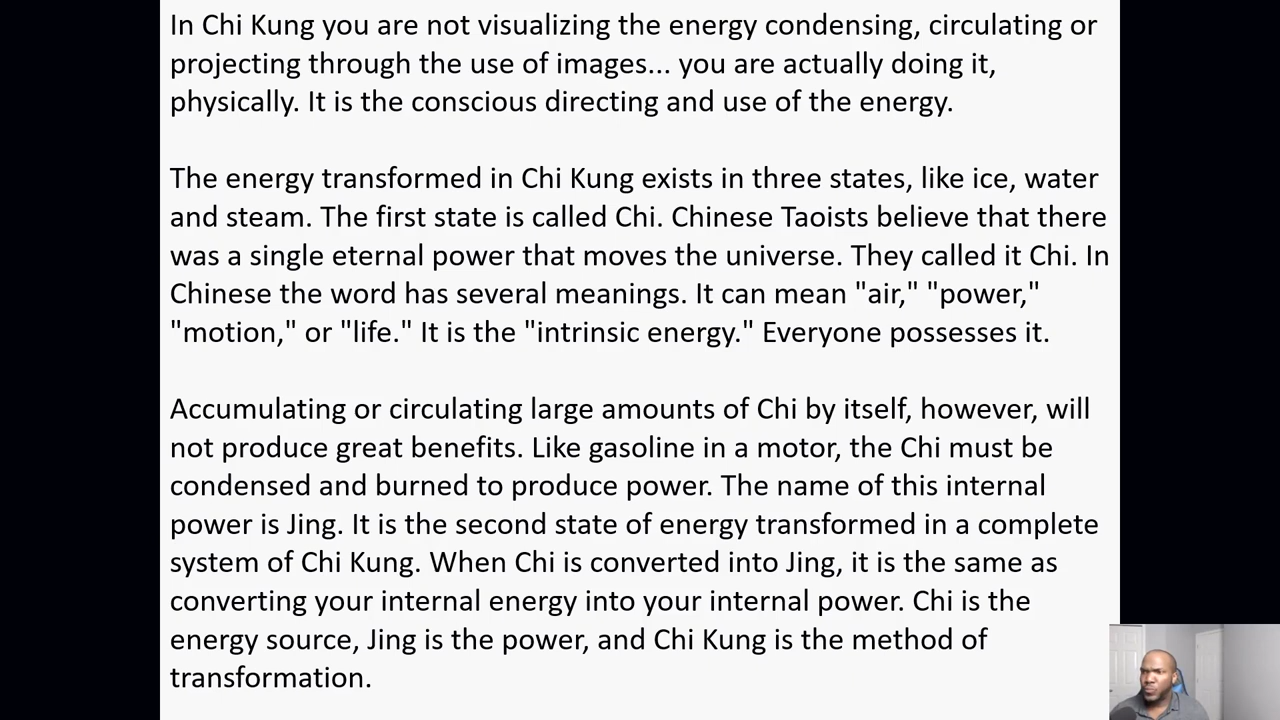 In Chi Kung you are not visualizing the energy condensing, circulating or
projecting through the use of images... you are actually doing it,
physically. It is the conscious directing and use of the energy.
The energy transformed in Chi Kung exists in three states, like ice, water
and steam. The first state is called Chi. Chinese Taoists believe that there
was a single eternal power that moves the universe. They called it Chi. In
Chinese the word has several meanings. It can mean "air," "power,"
"motion," or "life." It is the "intrinsic energy." Everyone possesses it.
Accumulating or circulating large amounts of Chi by itself, however, will
not produce great benefits. Like gasoline in a motor, the Chi must be
condensed and burned to produce power. The name of this internal
power is Jing. It is the second state of energy transformed in a complete
system of Chi Kung. When Chi is converted into Jing, it is the same as
converting your internal energy into your internal power. Chi is the
energy source, Jing is the power, and Chi Kung is the method of
transformation.